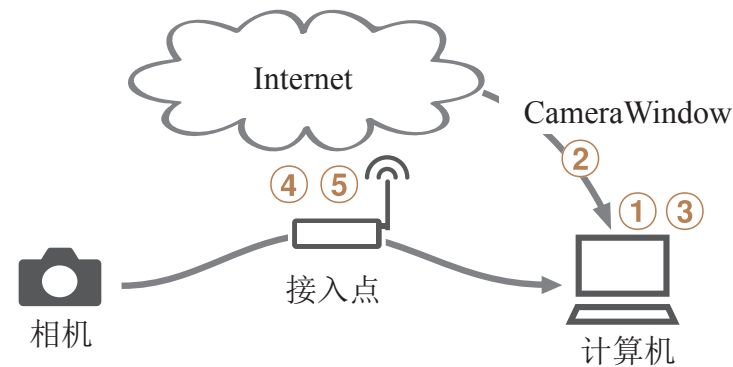 Internet
CameraWindow
②
④ ⑤
① ③
接入点
相机
计算机